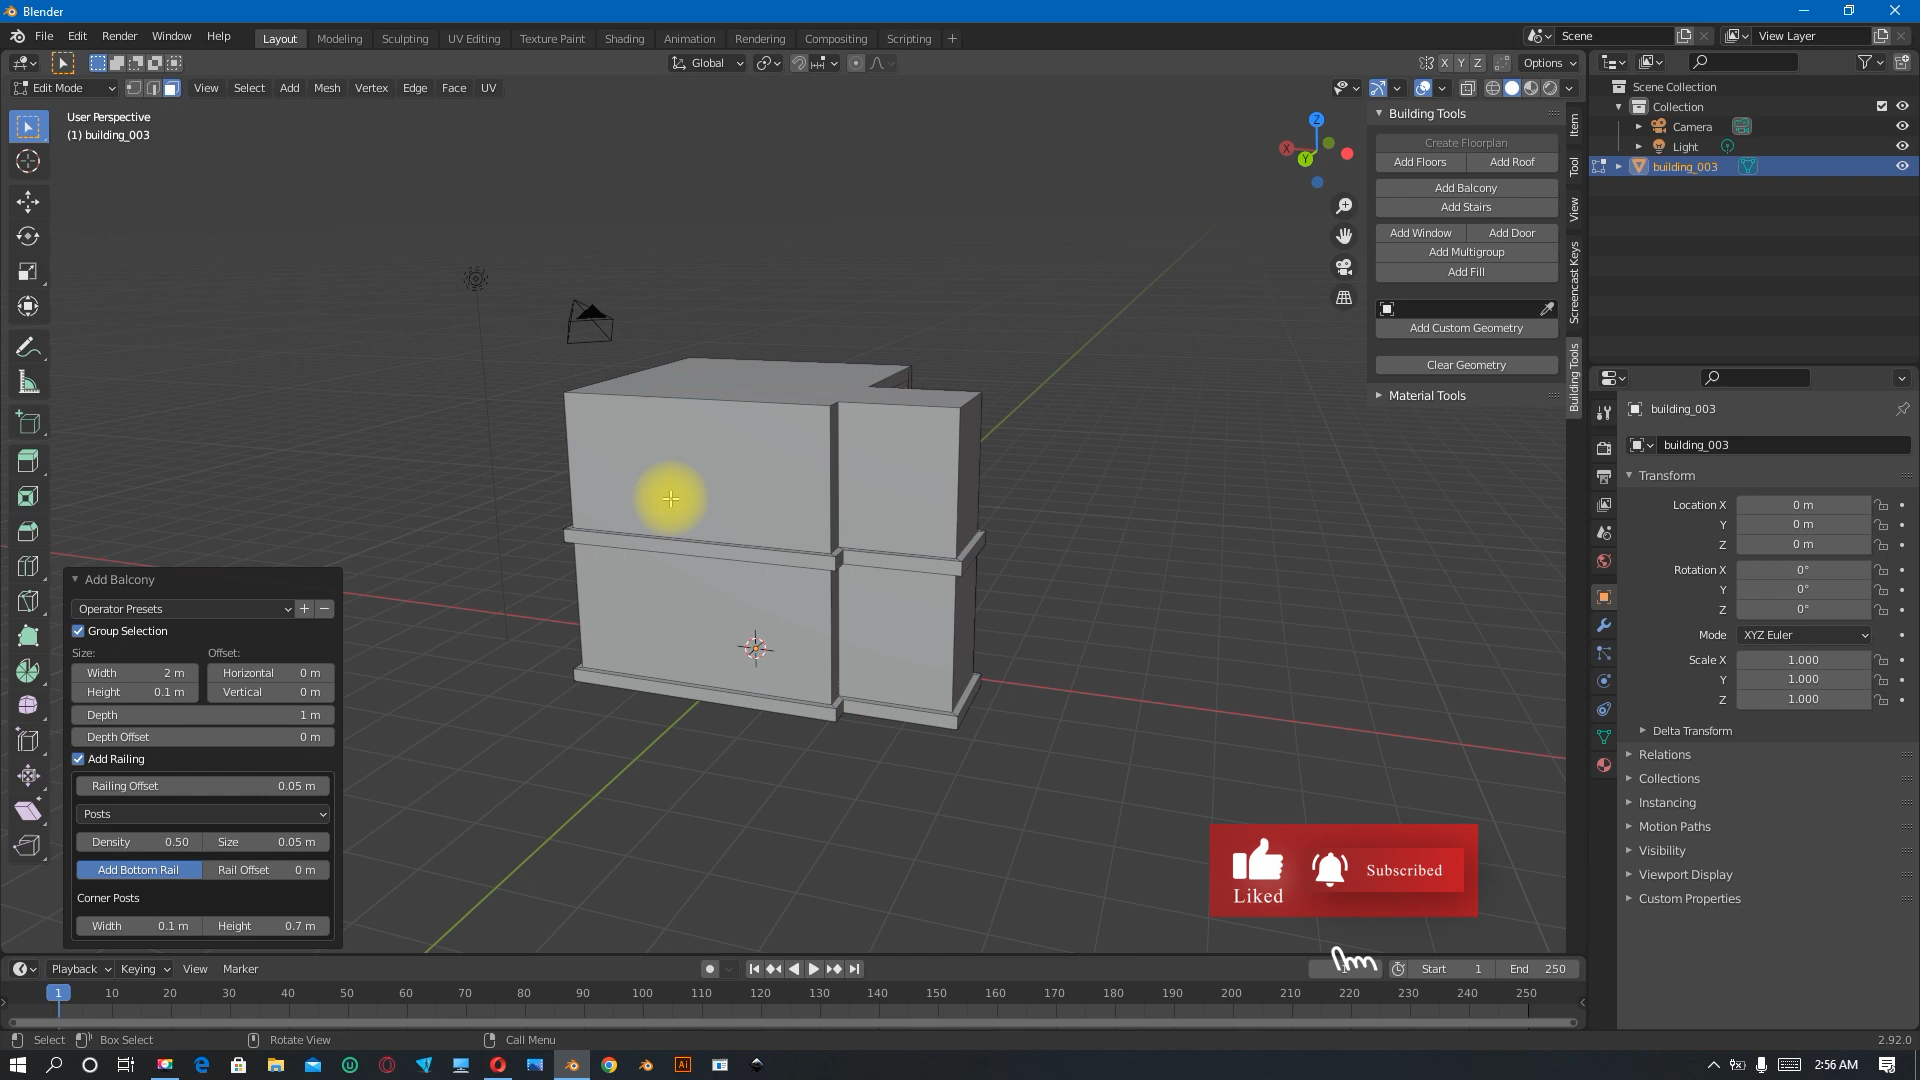 Blender
File Edit Render Window Help
Layout Modeling Sculpting UV Editing Texture Paint Shading Animation Rendering Compositing Scripting +
Scene
View Layer
Global
X Y Z
Options
Edit Mode
View Select Add Mesh Vertex Edge Face UV
User Perspective
(1) building_003
Z
X
Y
Building Tools
Create Floorplan
Add Floors Add Roof
Add Balcony
Add Stairs
Add Window Add Door
Add Multigroup
Add Fill
Add Custom Geometry
Clear Geometry
Material Tools
Item
Tool
View
Screencast Keys
Building Tools
Scene Collection
Collection
Camera
Light
building_003
building_003
building_003
Transform
Location X 0 m
Y 0 m
Z 0 m
Rotation X 0°
Y 0°
Z 0°
Mode XYZ Euler
Scale X 1.000
Y 1.000
Z 1.000
Delta Transform
Relations
Collections
Instancing
Motion Paths
Visibility
Viewport Display
Custom Properties
Add Balcony
Operator Presets + −
Group Selection
Size: Offset:
Width 2 m Horizontal 0 m
Height 0.1 m Vertical 0 m
Depth 1 m
Depth Offset 0 m
Add Railing
Railing Offset 0.05 m
Posts
Density 0.50 Size 0.05 m
Add Bottom Rail Rail Offset 0 m
Corner Posts
Width 0.1 m Height 0.7 m
Liked
Subscribed
Playback Keying View Marker
1
Start 1 End 250
1 10 20 30 40 50 60 70 80 90 100 110 120 130 140 150 160 170 180 190 200 210 220 230 240 250
Select Box Select Rotate View Call Menu
2.92.0
Ai
2:56 AM